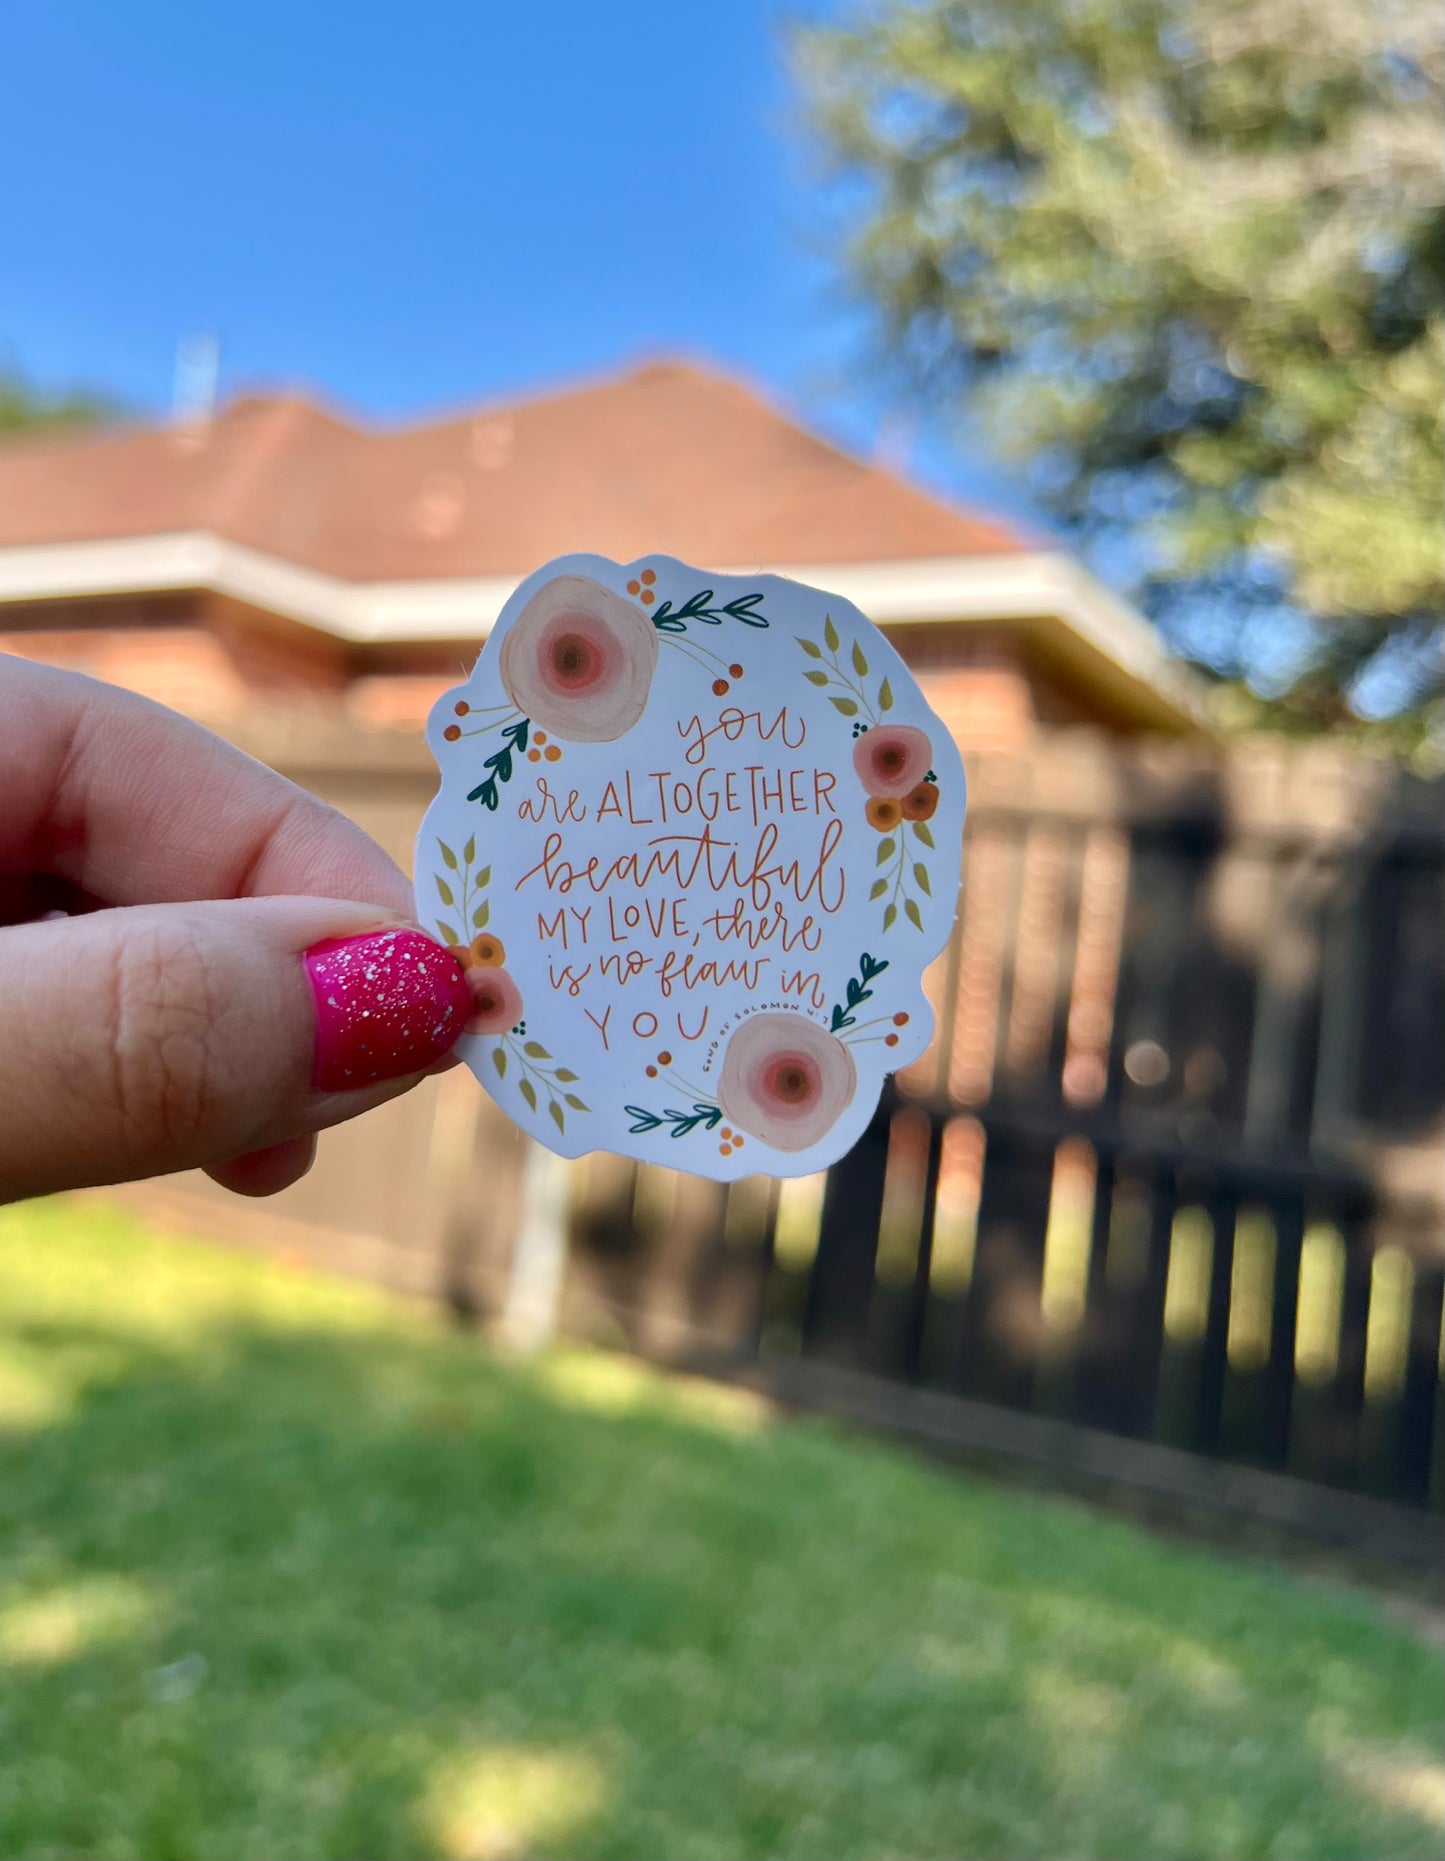 you
are ALTOGETHER
beautiful
MY LOVE, there
is no flaw in
YOU
SONG OF SOLOMON 4:7